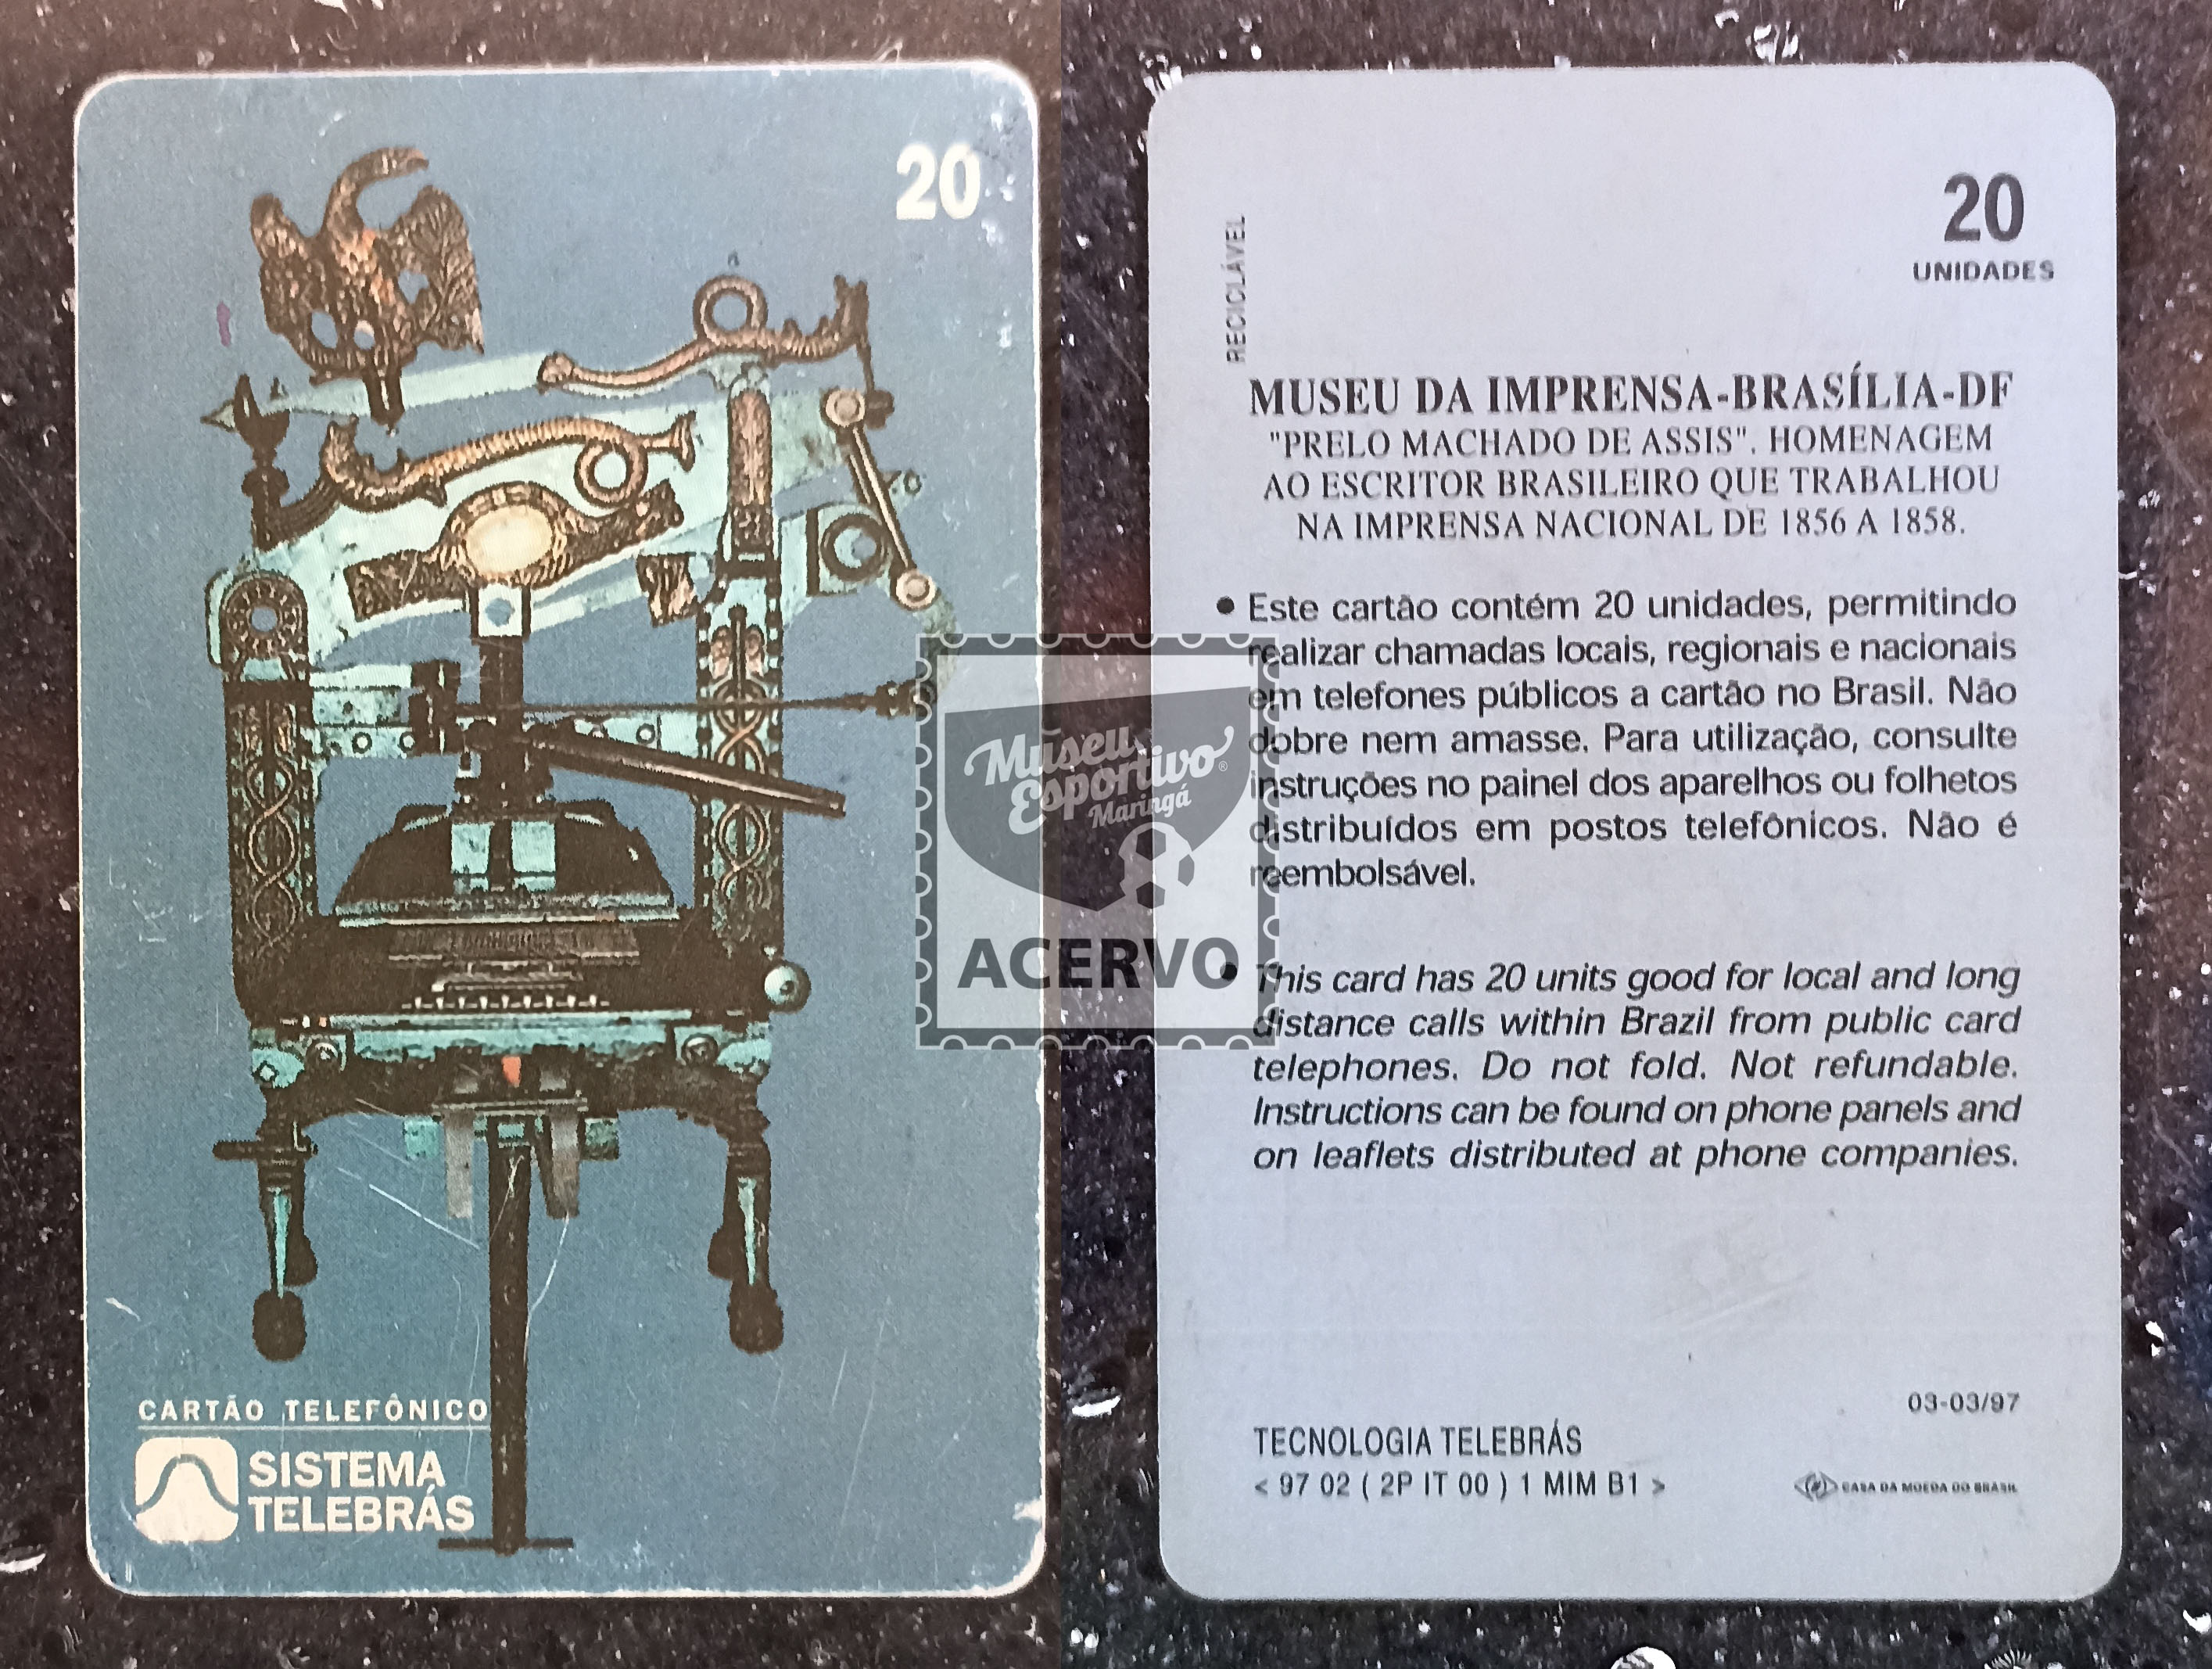 20
CARTÃO TELEFÔNICO
SISTEMA
TELEBRÁS
20
UNIDADES
RECICLÁVEL
MUSEU DA IMPRENSA-BRASÍLIA-DF
"PRELO MACHADO DE ASSIS". HOMENAGEM
AO ESCRITOR BRASILEIRO QUE TRABALHOU
NA IMPRENSA NACIONAL DE 1856 A 1858.
• Este cartão contém 20 unidades, permitindo
realizar chamadas locais, regionais e nacionais
em telefones públicos a cartão no Brasil. Não
dobre nem amasse. Para utilização, consulte
instruções no painel dos aparelhos ou folhetos
distribuídos em postos telefônicos. Não é
reembolsável.
• This card has 20 units good for local and long
distance calls within Brazil from public card
telephones. Do not fold. Not refundable.
Instructions can be found on phone panels and
on leaflets distributed at phone companies.
03-03/97
TECNOLOGIA TELEBRÁS
< 97 02 ( 2P IT 00 ) 1 MIM B1 >
CASA DA MOEDA DO BRASIL
Museu
Esportivo®
Maringá
ACERVO